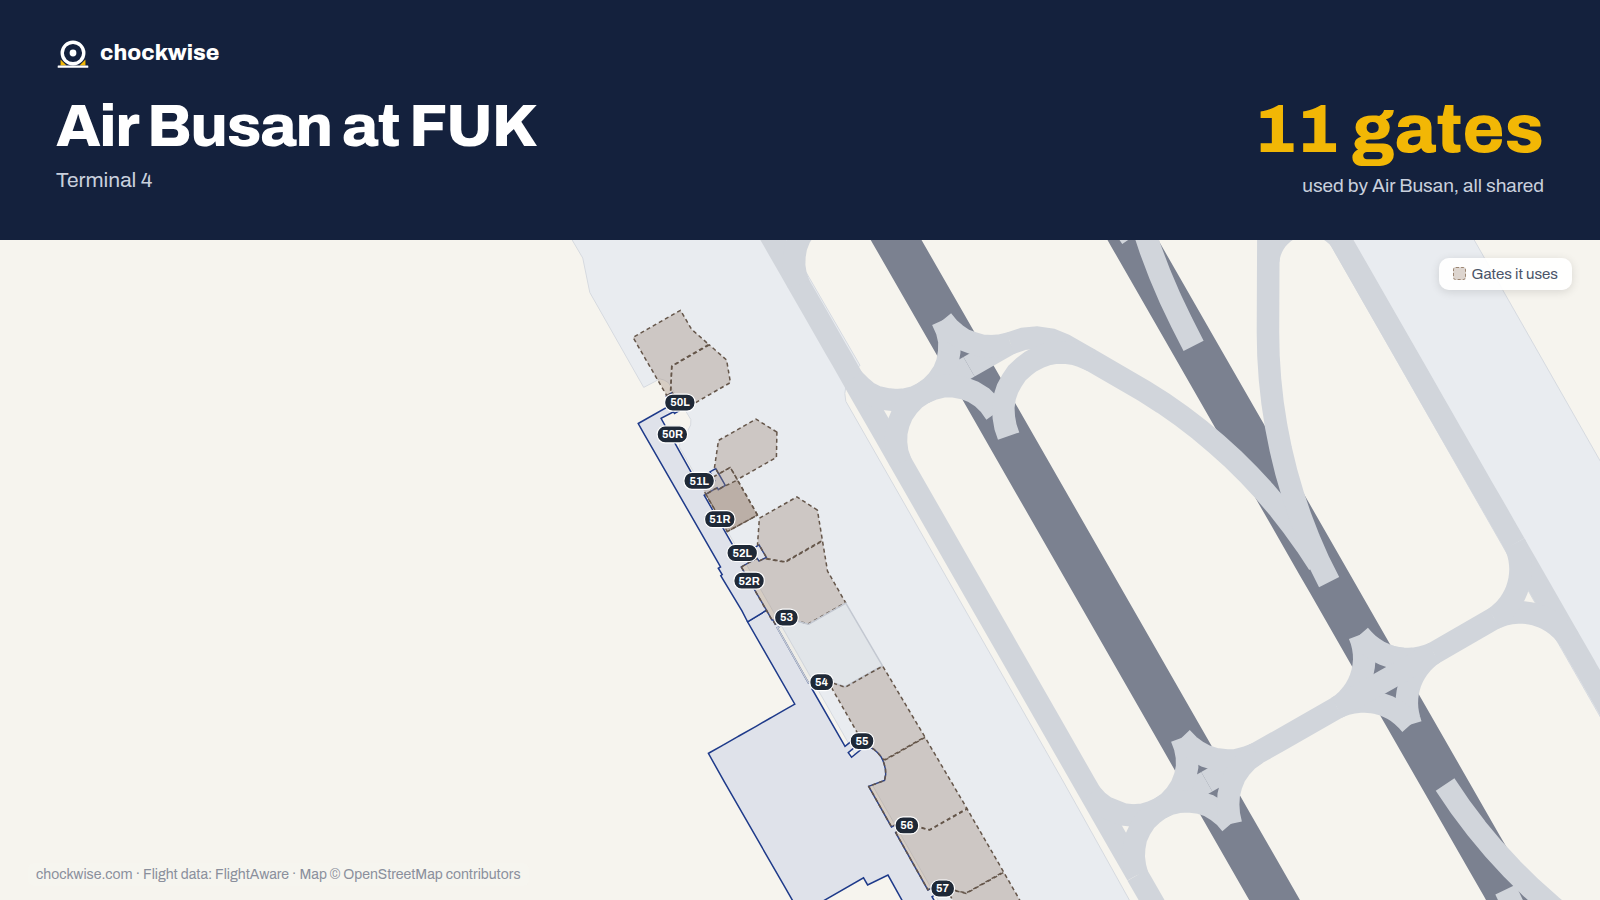 chockwise
Air Busan at FUK
Terminal 4
11 gates
used by Air Busan, all shared
Gates it uses
50L
50R
51L
51R
52L
52R
53
54
55
56
57
chockwise.com · Flight data: FlightAware · Map © OpenStreetMap contributors